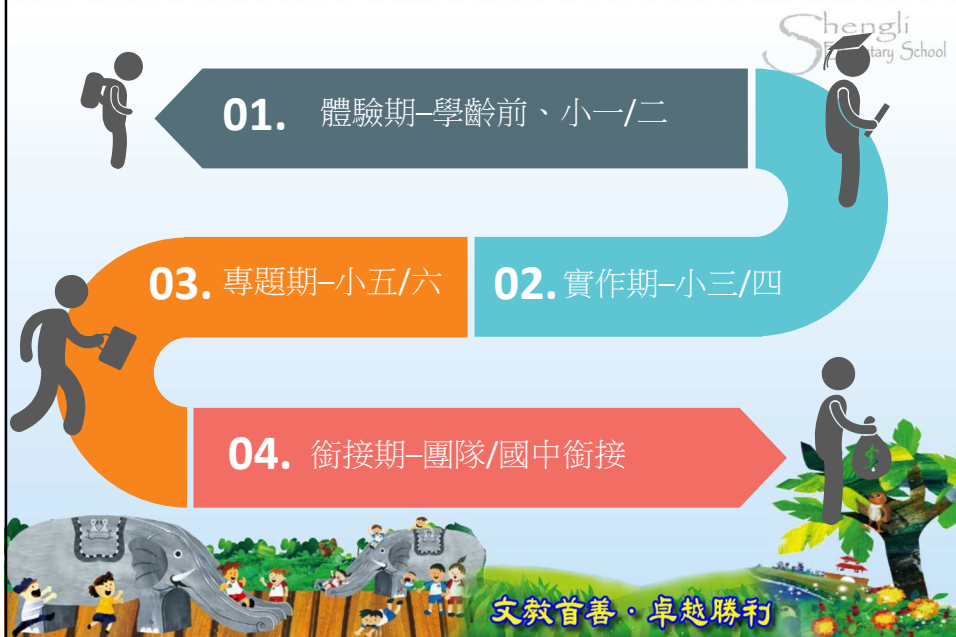 Shengli
Elementary School
01. 體驗期–學齡前、小一/二
03. 專題期–小五/六
02. 實作期–小三/四
04. 銜接期–團隊/國中銜接
$
文教首善·卓越勝利